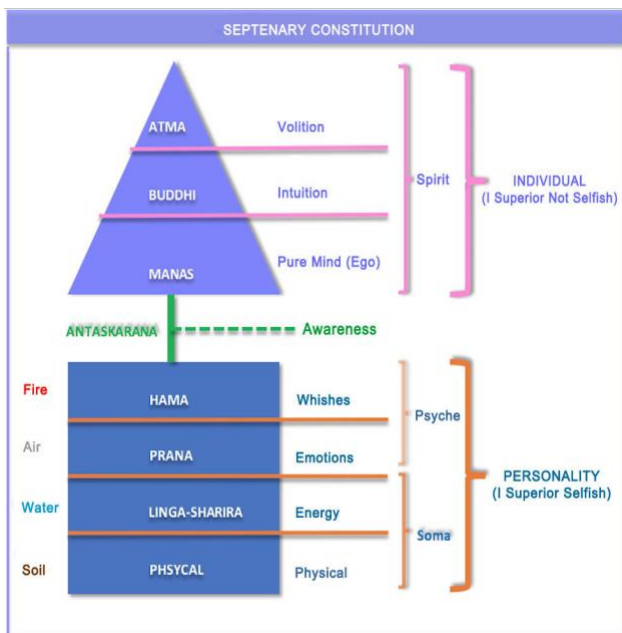 SEPTENARY CONSTITUTION
ATMA
Volition
BUDDHI
Intuition
Spirit
INDIVIDUAL
(I Superior Not Selfish)
MANAS
Pure Mind (Ego)
ANTASKARANA
Awareness
Fire
HAMA
Whishes
Psyche
Air
PRANA
Emotions
PERSONALITY
(I Superior Selfish)
Water
LINGA-SHARIRA
Energy
Soma
Soil
PHSYCAL
Physical